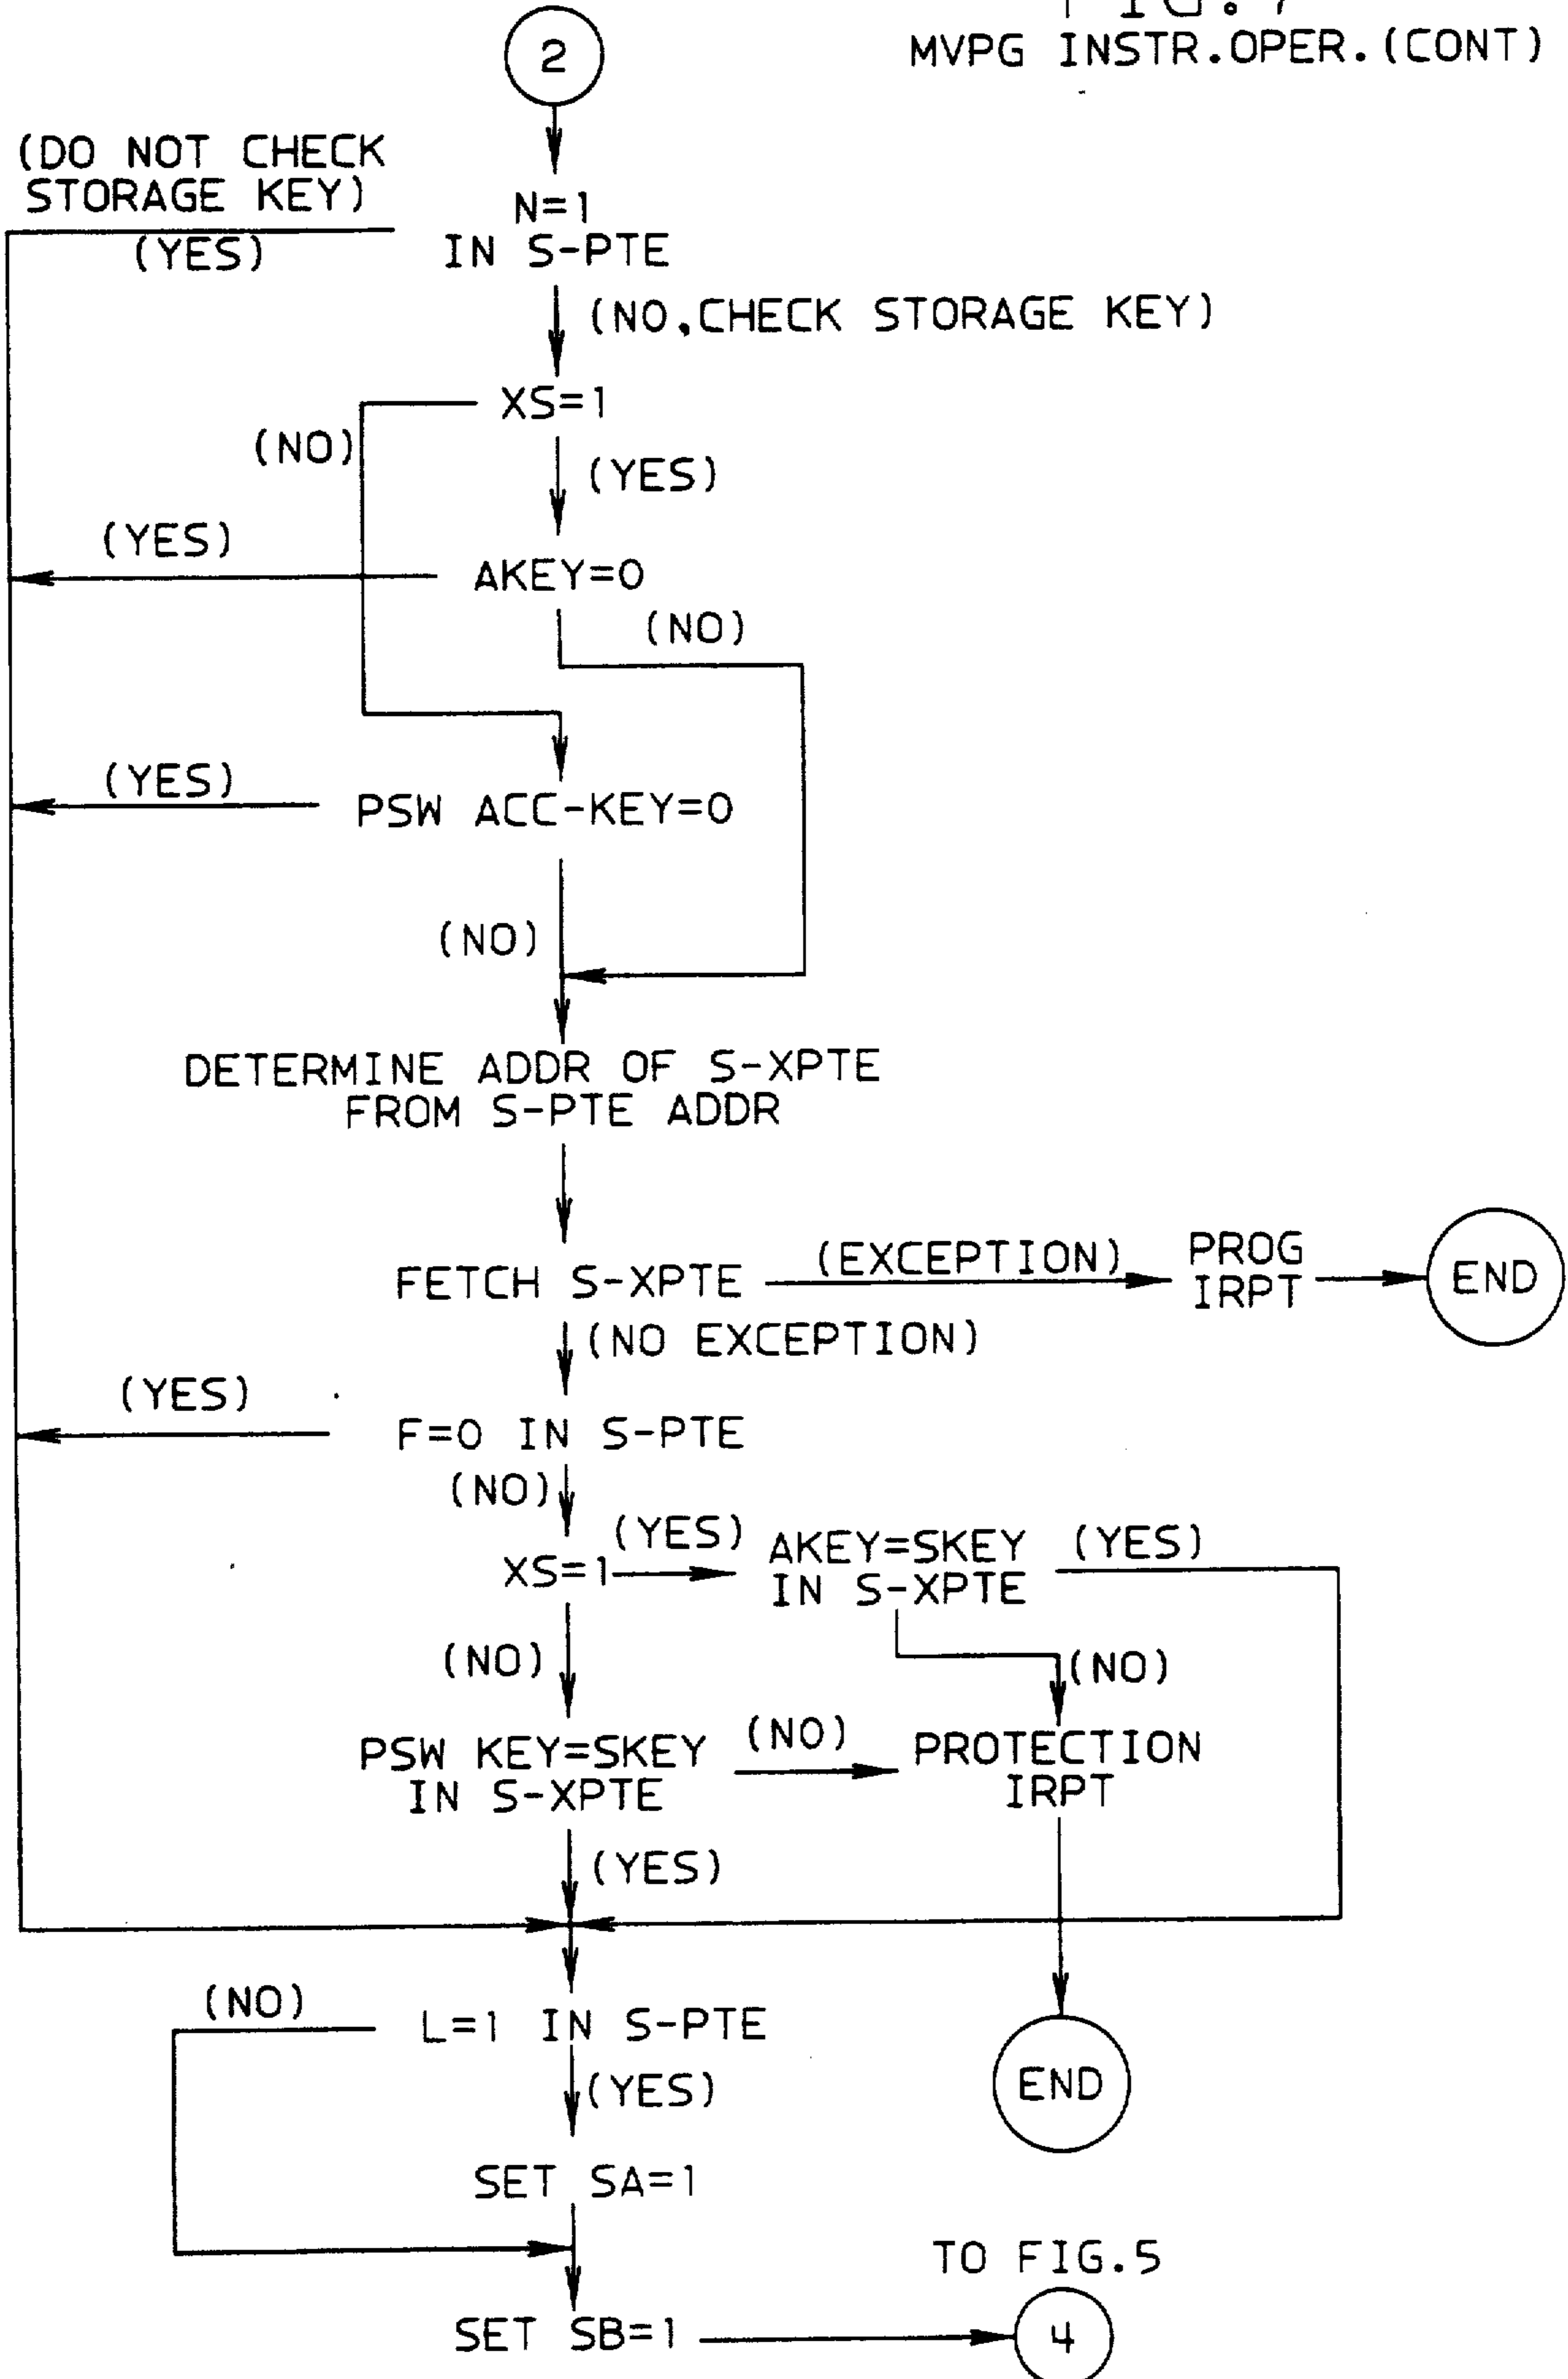 FIG.7
MVPG INSTR.OPER.(CONT)
2
(DO NOT CHECK
STORAGE KEY)
(YES)
N=1
IN S-PTE
(NO,CHECK STORAGE KEY)
XS=1
(NO)
(YES)
(YES)
AKEY=0
(NO)
(YES)
PSW ACC-KEY=0
(NO)
DETERMINE ADDR OF S-XPTE
FROM S-PTE ADDR
FETCH S-XPTE
(EXCEPTION)
PROG
IRPT
END
(NO EXCEPTION)
(YES)
F=0 IN S-PTE
(NO)
XS=1
(YES)
AKEY=SKEY
IN S-XPTE
(YES)
(NO)
(NO)
PSW KEY=SKEY
IN S-XPTE
(NO)
PROTECTION
IRPT
(YES)
(NO)
L=1 IN S-PTE
(YES)
END
SET SA=1
TO FIG.5
SET SB=1
4